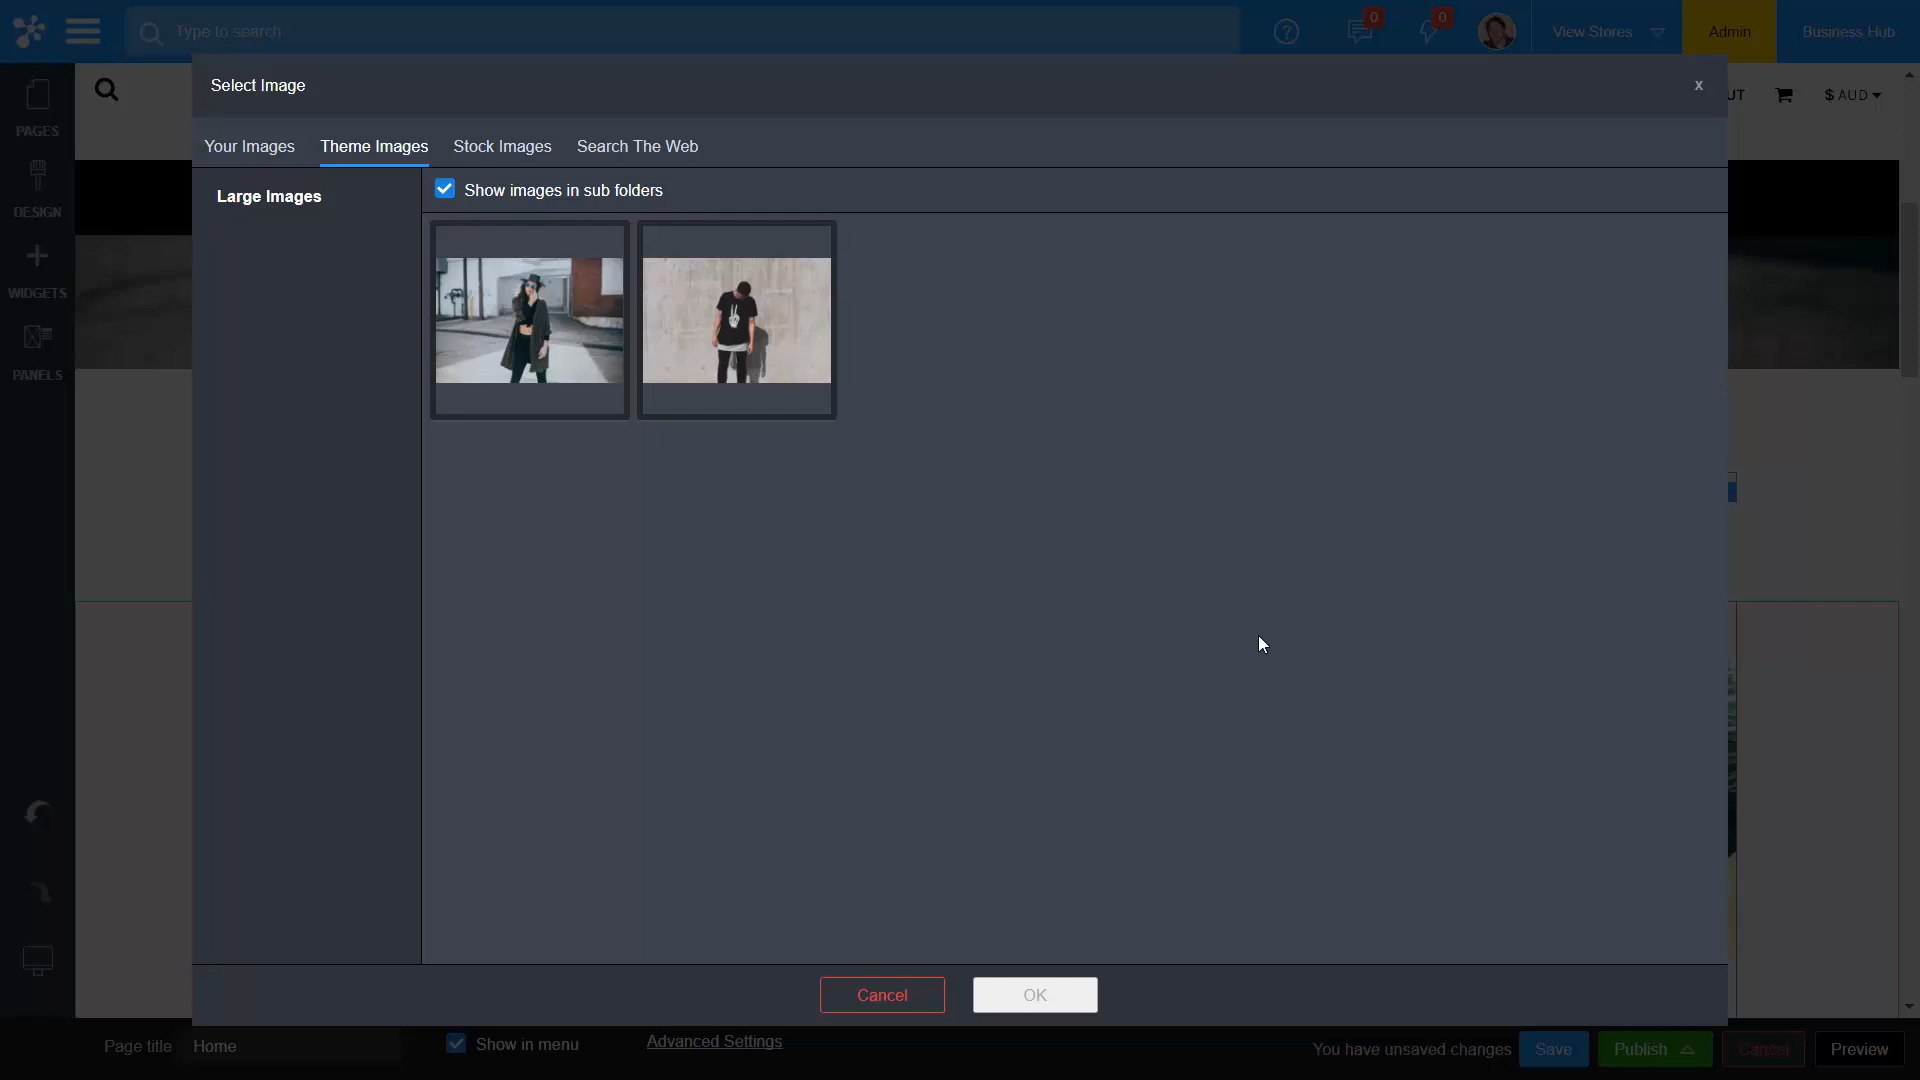 Type to search
?
0
0
View Stores
Admin
Business Hub
Select Image
x
UT
$ AUD
PAGES
Your Images
Theme Images
Stock Images
Search The Web
Large Images
Show images in sub folders
DESIGN
WIDGETS
PANELS
Cancel
OK
Page title
Home
Show in menu
Advanced Settings
You have unsaved changes
Save
Publish
Cancel
Preview